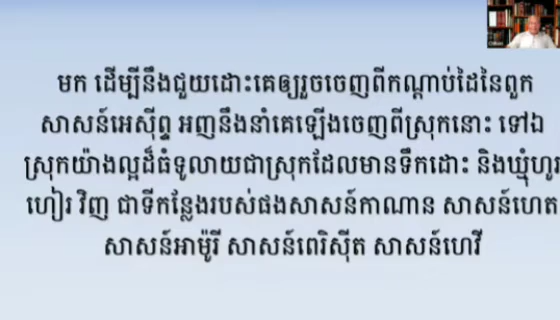 មក ដើម្បីនឹងជួយដោះគេឲ្យរួចចេញពីកណ្តាប់ដៃនៃពួក
សាសន៍អេស៊ីព្ទ អញនឹងនាំគេឡើងចេញពីស្រុកនោះ ទៅឯ
ស្រុកយ៉ាងល្អដ៏ធំទូលាយជាស្រុកដែលមានទឹកដោះ និងឃ្មុំហូរ
ហៀរ វិញ ជាទីកន្លែងរបស់ផងសាសន៍កាណាន សាសន៍ហេត
សាសន៍អាម៉ូរី សាសន៍ពេរិស៊ីត សាសន៍ហេវី